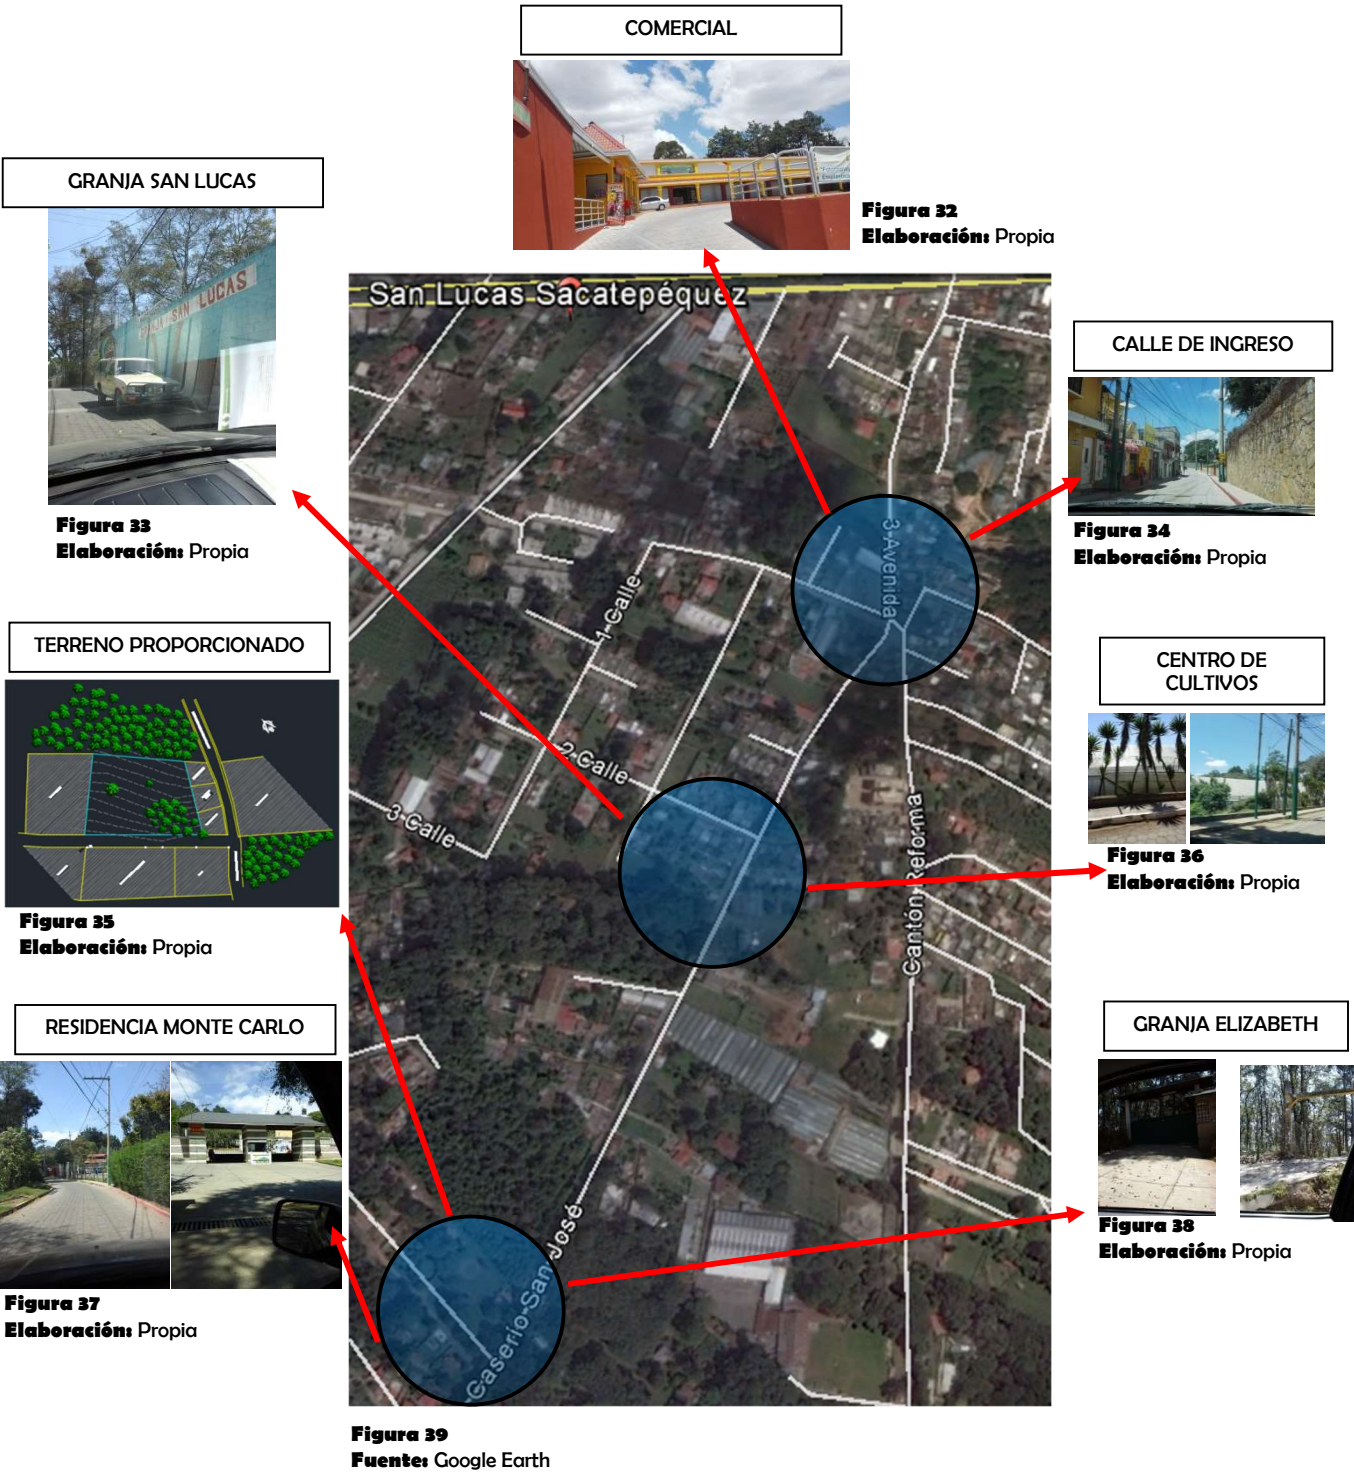 COMERCIAL
Figura 32
Elaboración: Propia
GRANJA SAN LUCAS
GRANJA SAN LUCAS
Figura 33
Elaboración: Propia
San Lucas Sacatepéquez
CALLE DE INGRESO
Figura 34
Elaboración: Propia
3 Avenida
1 Calle
2 Calle
3 Calle
Cantón Reforma
Caserío San José
TERRENO PROPORCIONADO
Figura 35
Elaboración: Propia
CENTRO DE
CULTIVOS
Figura 36
Elaboración: Propia
RESIDENCIA MONTE CARLO
Figura 37
Elaboración: Propia
GRANJA ELIZABETH
Figura 38
Elaboración: Propia
Figura 39
Fuente: Google Earth